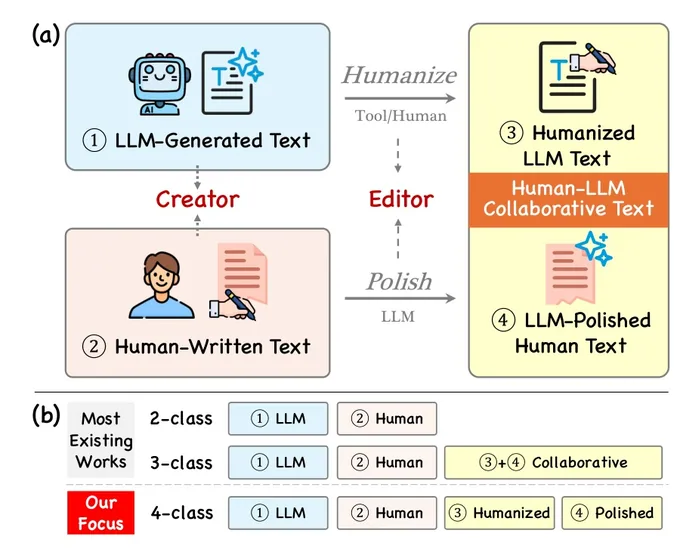 (a)
T
AI
① LLM-Generated Text
Humanize
Tool/Human
T
③ Humanized
LLM Text
Creator
Editor
Human-LLM
Collaborative Text
② Human-Written Text
Polish
LLM
④ LLM-Polished
Human Text
(b)
Most
Existing
Works
2-class
① LLM
② Human
3-class
① LLM
② Human
③+④ Collaborative
Our
Focus
4-class
① LLM
② Human
③ Humanized
④ Polished